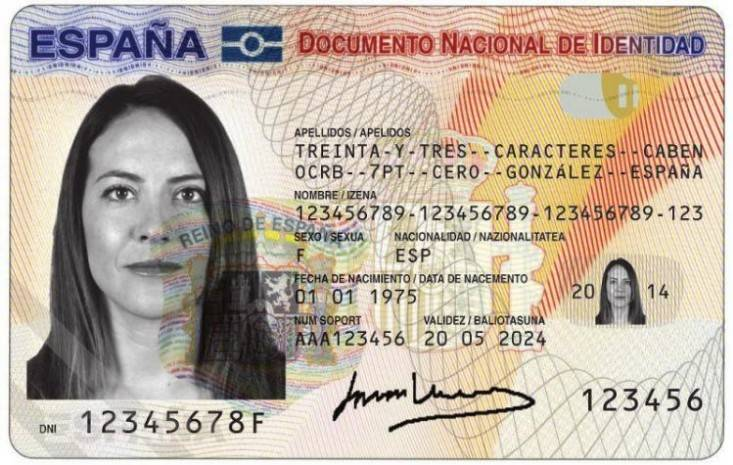 ESPAÑA
DOCUMENTO NACIONAL DE IDENTIDAD
APELLIDOS / APELIDOS
TREINTA-Y-TRES--CARACTERES--CABEN
OCRB--7PT--CERO--GONZÁLEZ--ESPAÑA
NOMBRE / IZENA
123456789-123456789-123456789-123
SEXO / SEXUA NACIONALIDAD / NAZIONALITATEA
F ESP
REINO DE ESPAÑA
FECHA DE NACIMIENTO / DATA DE NACEMENTO
01 01 1975
20 14
NUM SOPORT VALIDEZ / BALIOTASUNA
AAA123456 20 05 2024
DNI 12345678F
123456